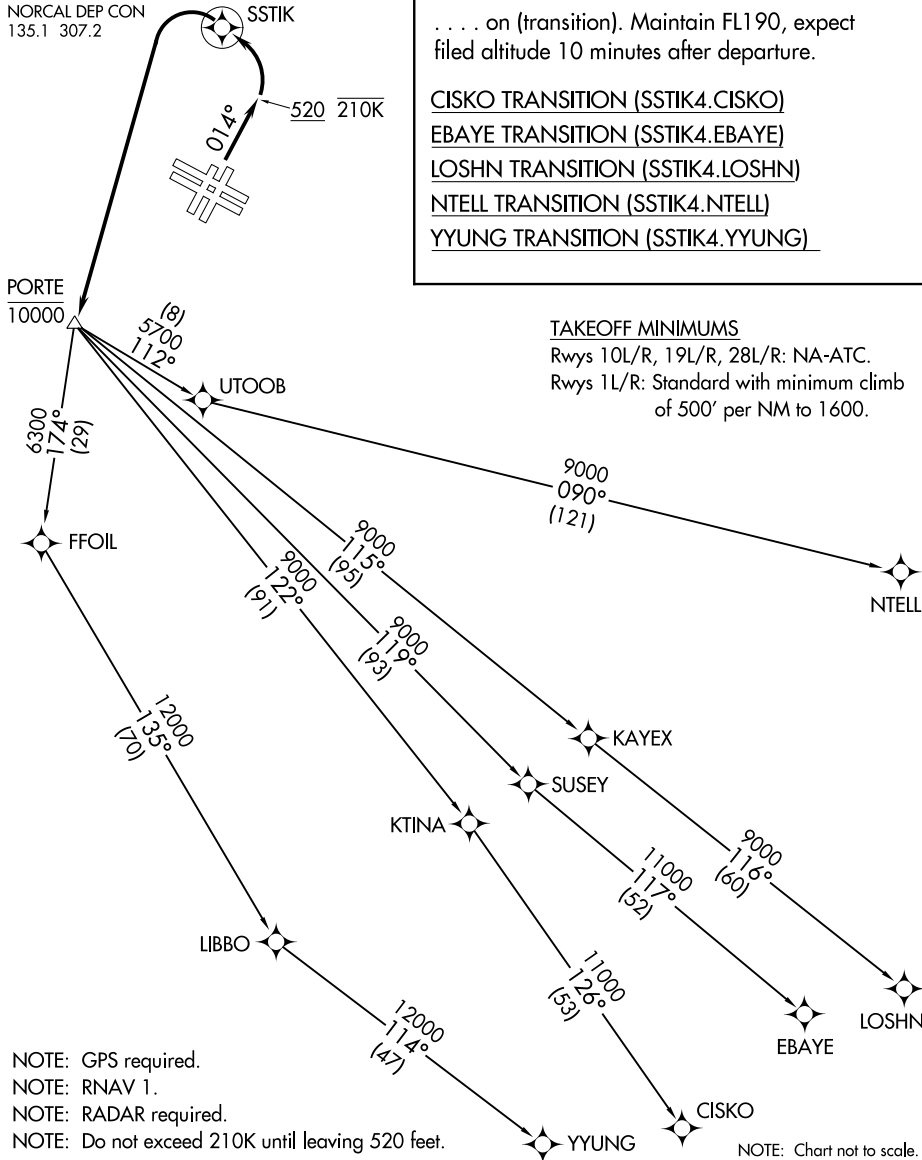 NORCAL DEP CON
135.1 307.2
SSTIK
520 210K
014°
. . . . on (transition). Maintain FL190, expect
filed altitude 10 minutes after departure.
CISKO TRANSITION (SSTIK4.CISKO)
EBAYE TRANSITION (SSTIK4.EBAYE)
LOSHN TRANSITION (SSTIK4.LOSHN)
NTELL TRANSITION (SSTIK4.NTELL)
YYUNG TRANSITION (SSTIK4.YYUNG)
PORTE
10000
(8)
5700
112°
UTOOB
TAKEOFF MINIMUMS
Rwys 10L/R, 19L/R, 28L/R: NA-ATC.
Rwys 1L/R: Standard with minimum climb
of 500' per NM to 1600.
6300
174°
(29)
9000
090°
(121)
FFOIL
9000
115°
(95)
9000
122°
(91)
9000
119°
(93)
NTELL
12000
135°
(70)
KAYEX
SUSEY
KTINA
9000
116°
(60)
11000
117°
(52)
LIBBO
11000
126°
(53)
LOSHN
EBAYE
12000
114°
(47)
CISKO
YYUNG
NOTE: GPS required.
NOTE: RNAV 1.
NOTE: RADAR required.
NOTE: Do not exceed 210K until leaving 520 feet.
NOTE: Chart not to scale.